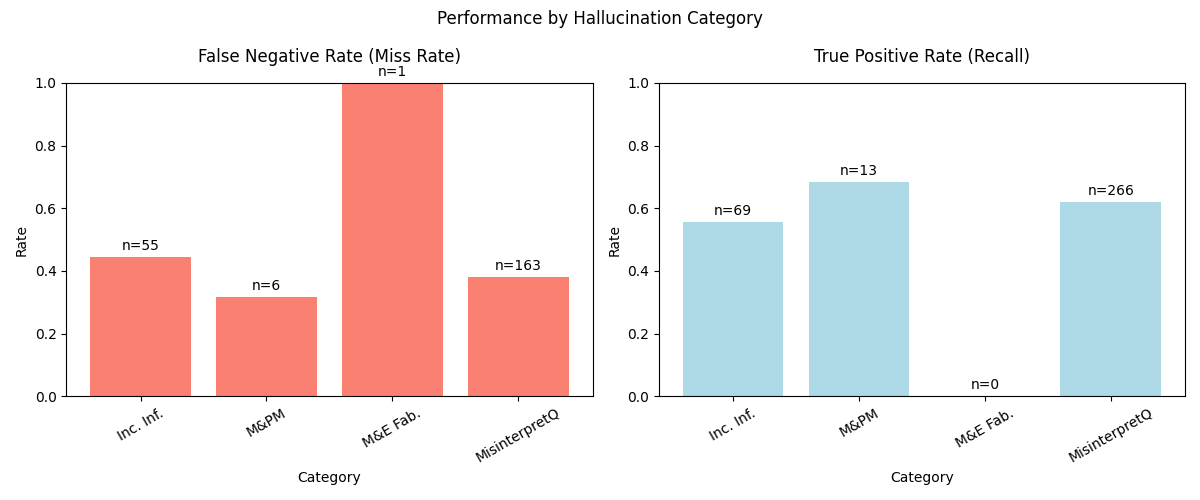 Performance by Hallucination Category
False Negative Rate (Miss Rate)
n=1
1.0
0.8
0.6
0.4
0.2
0.0
Rate
n=55
n=6
n=163
Inc. Inf.
M&PM
M&E Fab.
MisinterpretQ
Category
True Positive Rate (Recall)
1.0
0.8
0.6
0.4
0.2
0.0
Rate
n=69
n=13
n=0
n=266
Inc. Inf.
M&PM
M&E Fab.
MisinterpretQ
Category